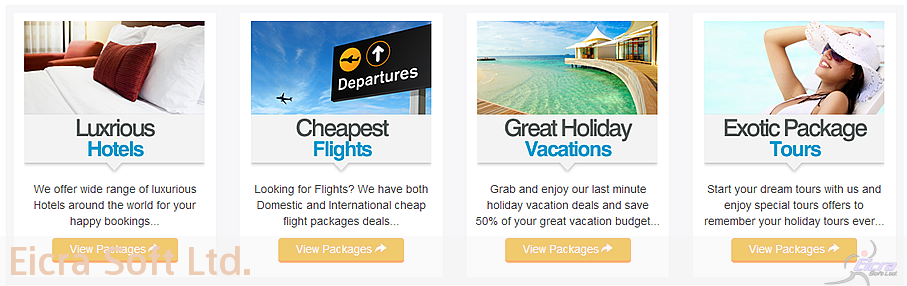 Departures
Luxrious
Hotels
We offer wide range of luxurious
Hotels around the world for your
happy bookings...
View Packages
Cheapest
Flights
Looking for Flights? We have both
Domestic and International cheap
flight packages deals...
View Packages
Great Holiday
Vacations
Grab and enjoy our last minute
holiday vacation deals and save
50% of your great vacation budget...
View Packages
Exotic Package
Tours
Start your dream tours with us and
enjoy special tours offers to
remember your holiday tours ever...
View Packages
Eicra Soft Ltd.
Eicra
Soft Ltd